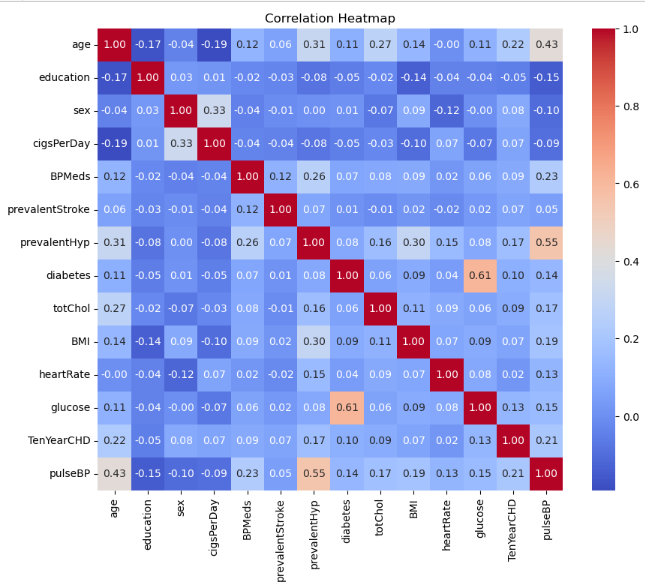 Correlation Heatmap
age 1.00 -0.17 -0.04 -0.19 0.12 0.06 0.31 0.11 0.27 0.14 -0.00 0.11 0.22 0.43
education -0.17 1.00 0.03 0.01 -0.02 -0.03 -0.08 -0.05 -0.02 -0.14 -0.04 -0.04 -0.05 -0.15
sex -0.04 0.03 1.00 0.33 -0.04 -0.01 0.00 0.01 -0.07 0.09 -0.12 -0.00 0.08 -0.10
cigsPerDay -0.19 0.01 0.33 1.00 -0.04 -0.04 -0.08 -0.05 -0.03 -0.10 0.07 -0.07 0.07 -0.09
BPMeds 0.12 -0.02 -0.04 -0.04 1.00 0.12 0.26 0.07 0.08 0.09 0.02 0.06 0.09 0.23
prevalentStroke 0.06 -0.03 -0.01 -0.04 0.12 1.00 0.07 0.01 -0.01 0.02 -0.02 0.02 0.07 0.05
prevalentHyp 0.31 -0.08 0.00 -0.08 0.26 0.07 1.00 0.08 0.16 0.30 0.15 0.08 0.17 0.55
diabetes 0.11 -0.05 0.01 -0.05 0.07 0.01 0.08 1.00 0.06 0.09 0.04 0.61 0.10 0.14
totChol 0.27 -0.02 -0.07 -0.03 0.08 -0.01 0.16 0.06 1.00 0.11 0.09 0.06 0.09 0.17
BMI 0.14 -0.14 0.09 -0.10 0.09 0.02 0.30 0.09 0.11 1.00 0.07 0.09 0.07 0.19
heartRate -0.00 -0.04 -0.12 0.07 0.02 -0.02 0.15 0.04 0.09 0.07 1.00 0.08 0.02 0.13
glucose 0.11 -0.04 -0.00 -0.07 0.06 0.02 0.08 0.61 0.06 0.09 0.08 1.00 0.13 0.15
TenYearCHD 0.22 -0.05 0.08 0.07 0.09 0.07 0.17 0.10 0.09 0.07 0.02 0.13 1.00 0.21
pulseBP 0.43 -0.15 -0.10 -0.09 0.23 0.05 0.55 0.14 0.17 0.19 0.13 0.15 0.21 1.00
age education sex cigsPerDay BPMeds prevalentStroke prevalentHyp diabetes totChol BMI heartRate glucose TenYearCHD pulseBP
1.0
0.8
0.6
0.4
0.2
0.0